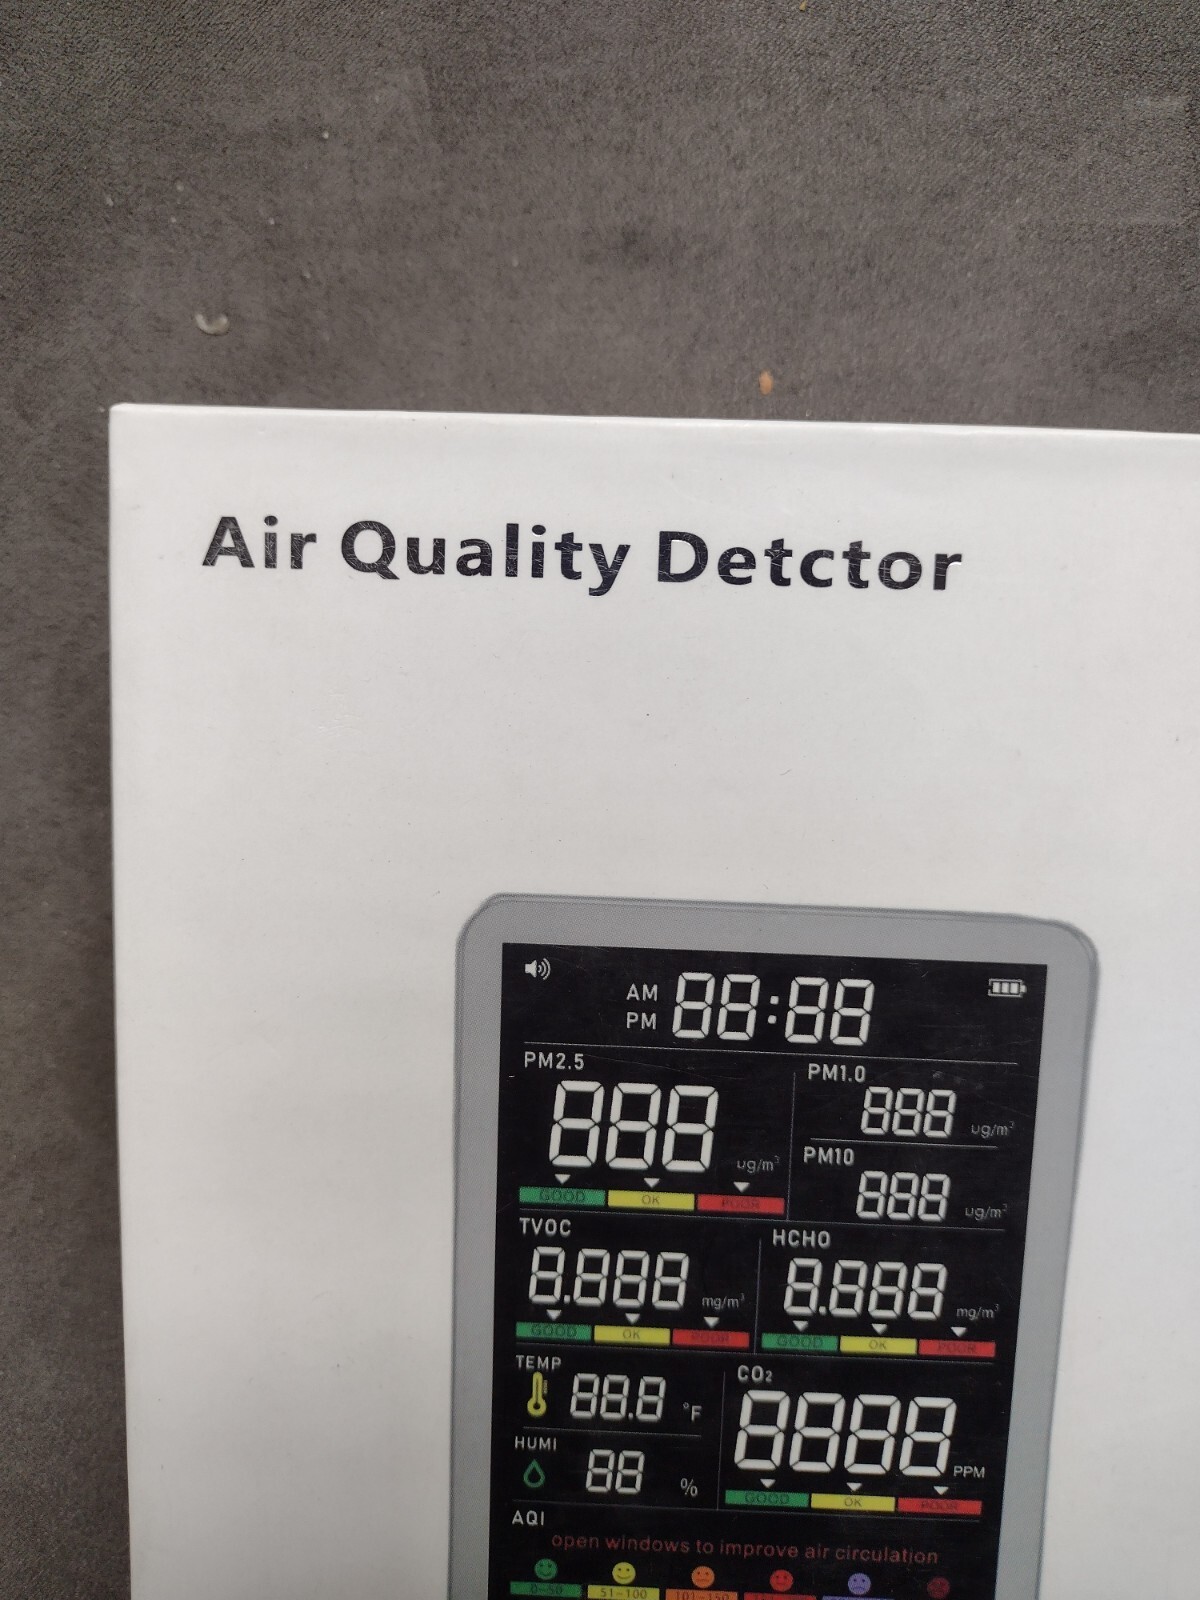 Air Quality Detctor
AM 88:88
PM
PM2.5
888 ug/m³
GOOD OK POOR
PM1.0
888 ug/m³
PM10
888 ug/m³
TVOC
8.888 mg/m³
GOOD OK POOR
HCHO
8.888 mg/m³
GOOD OK POOR
TEMP
88.8 °F
HUMI
88 %
CO₂
8888 PPM
GOOD OK POOR
AQI
open windows to improve air circulation
0-50 51-100 101-150